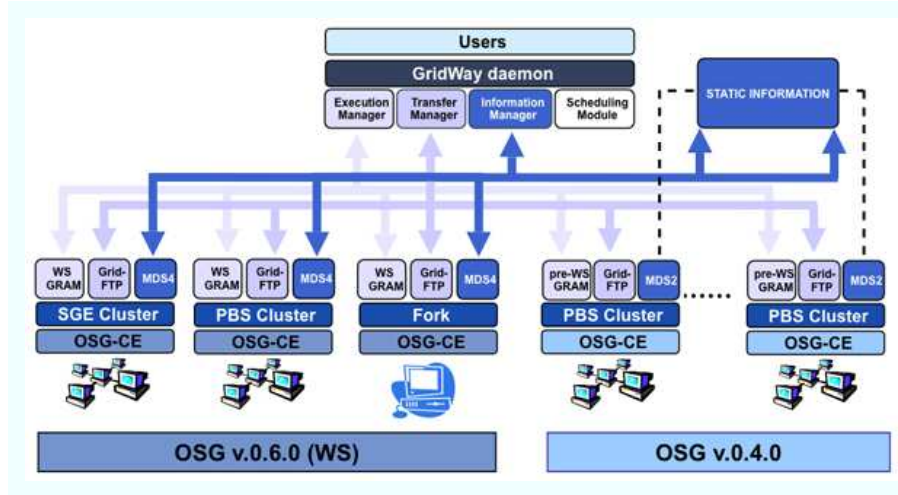 Users
GridWay daemon
Execution Manager
Transfer Manager
Information Manager
Scheduling Module
STATIC INFORMATION
WS GRAM
Grid-FTP
MDS4
WS GRAM
Grid-FTP
MDS4
WS GRAM
Grid-FTP
MDS4
pre-WS GRAM
Grid-FTP
MDS2
pre-WS GRAM
Grid-FTP
MDS2
SGE Cluster
PBS Cluster
Fork
PBS Cluster
PBS Cluster
OSG-CE
OSG-CE
OSG-CE
OSG-CE
OSG-CE
OSG v.0.6.0 (WS)
OSG v.0.4.0